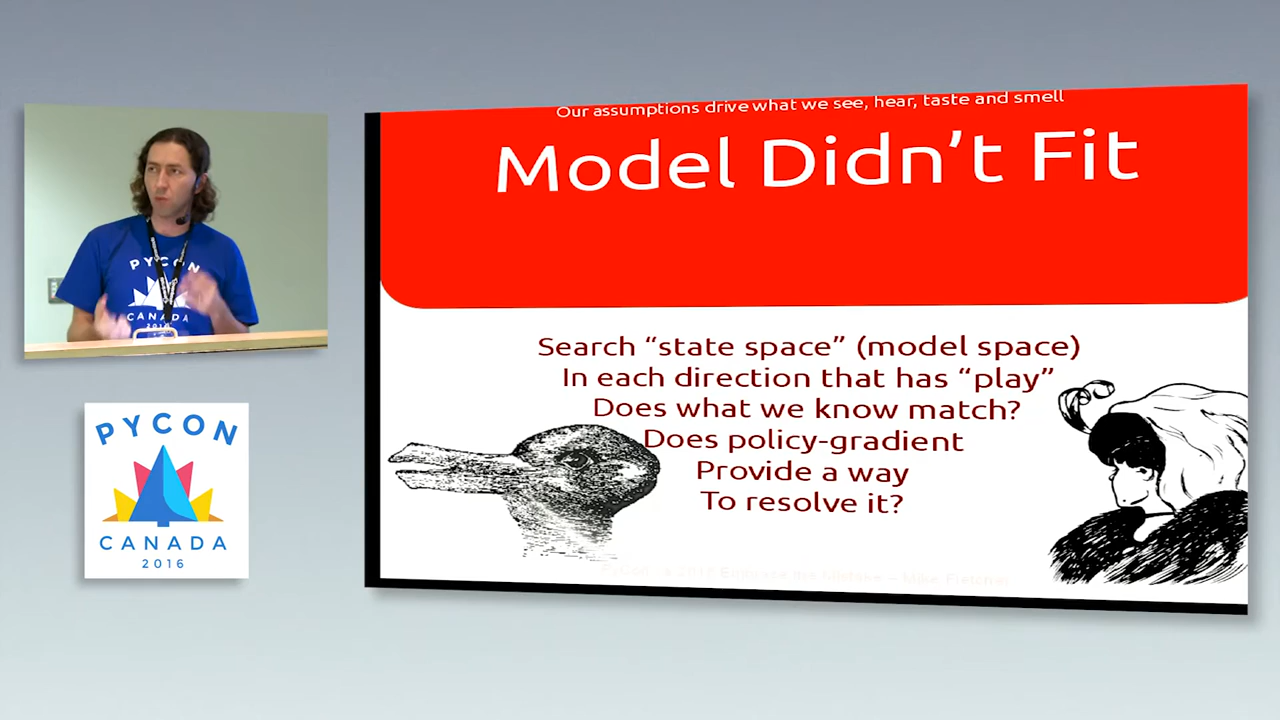 PYCON
CANADA
2016
PYCON
CANADA
2016
Our assumptions drive what we see, hear, taste and smell
Model Didn’t Fit
Search “state space” (model space)
In each direction that has “play”
Does what we know match?
Does policy-gradient
Provide a way
To resolve it?
Mike Fletcher